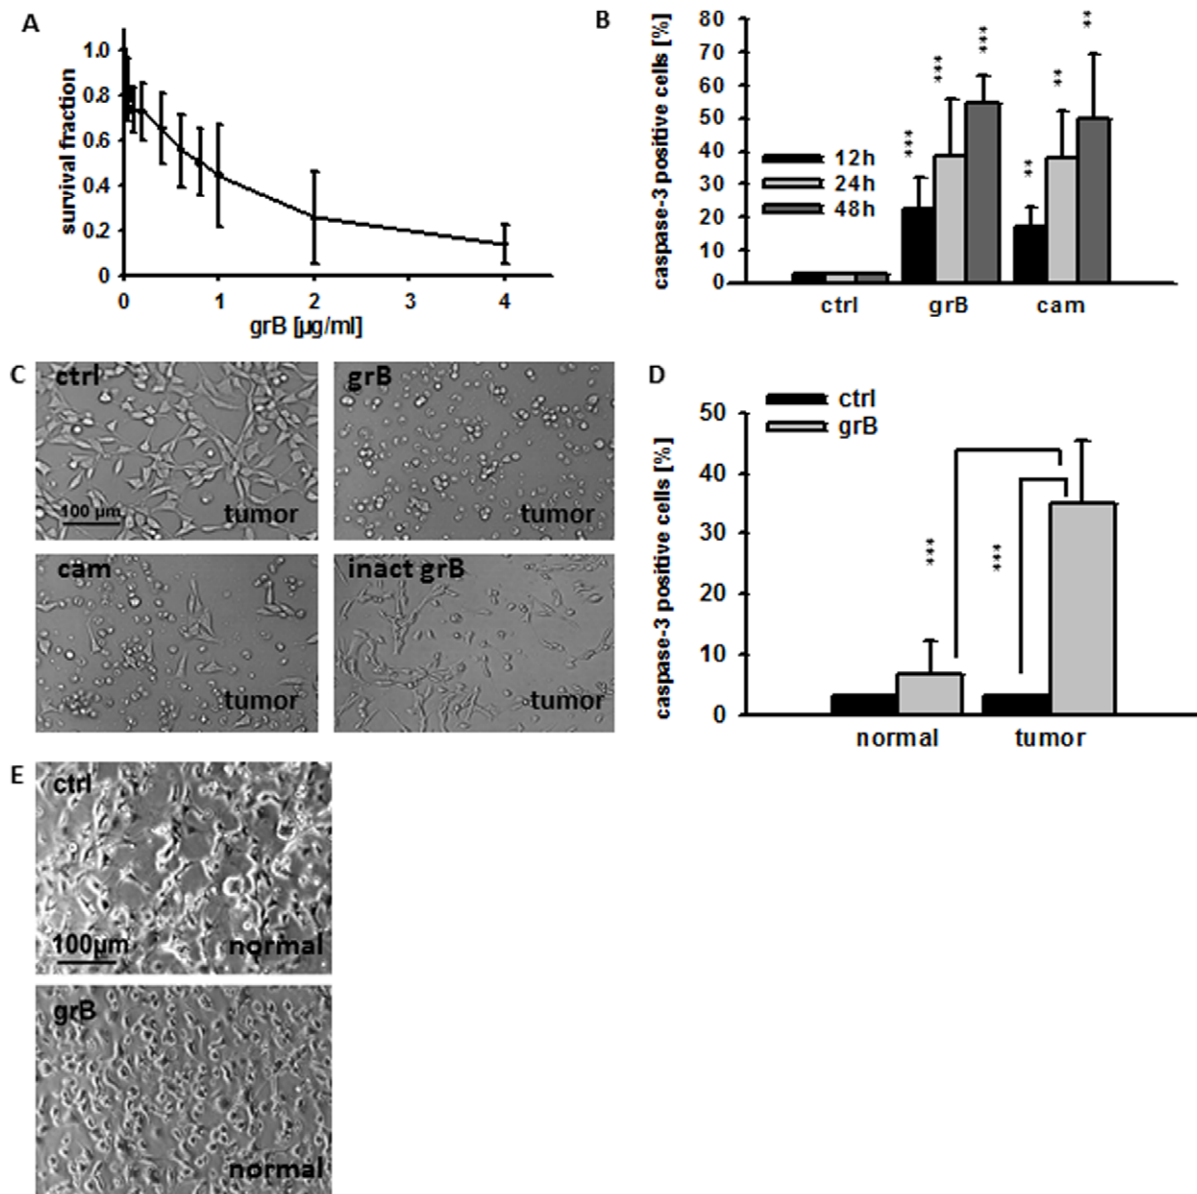 A
survival fraction
1.0
0.8
0.6
0.4
0.2
0
0 1 2 3 4
grB [µg/ml]
B
caspase-3 positive cells [%]
80
70
60
50
40
30
20
10
0
12h
24h
48h
***
***
**
**
**
ctrl grB cam
***
C
ctrl
100 µm
tumor
grB
tumor
cam
tumor
inact grB
tumor
D
caspase-3 positive cells [%]
50
40
30
20
10
0
ctrl
grB
***
***
normal tumor
E
ctrl
100µm
normal
grB
normal